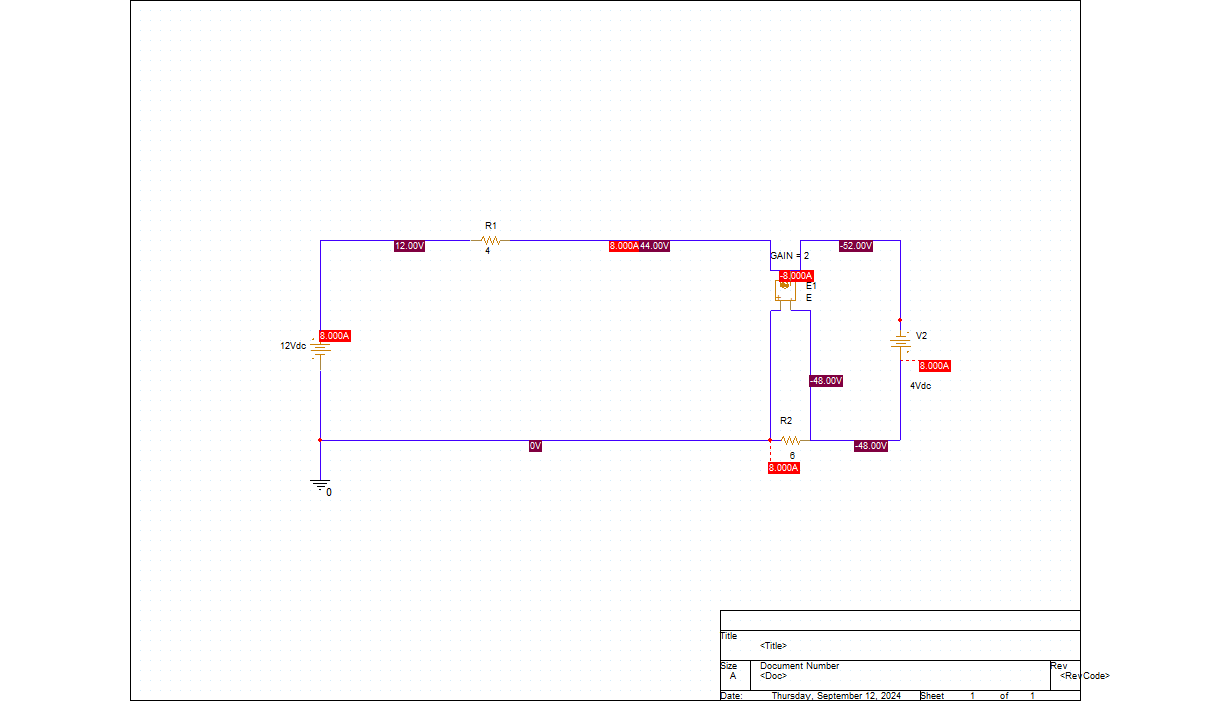 R1
4
12.00V
8.000A
44.00V
-52.00V
GAIN = 2
-8.000A
E1
E
8.000A
12Vdc
V2
8.000A
4Vdc
-48.00V
R2
0V
-48.00V
6
8.000A
0
Title
<Title>
Size
Document Number
Rev
A
<Doc>
<RevCode>
Date:
Thursday, September 12, 2024
Sheet
1
of
1